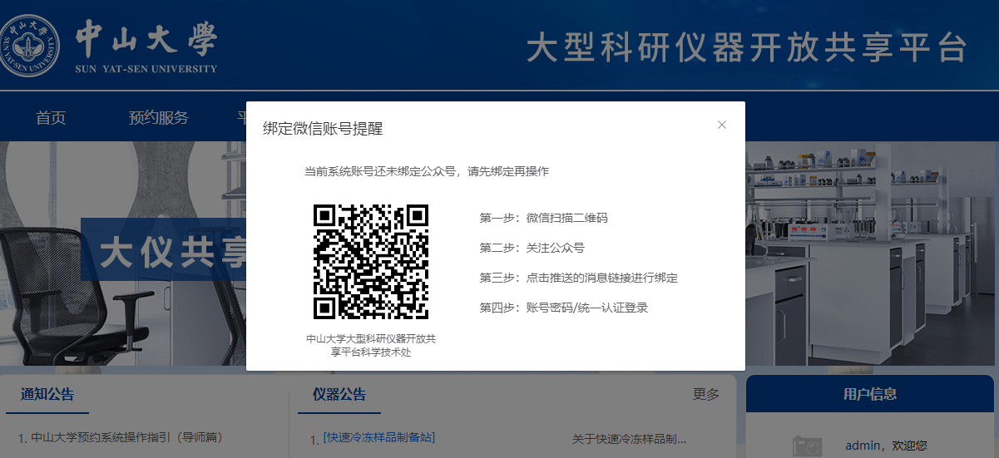 中山大學
SUN YAT-SEN UNIVERSITY
大型科研仪器开放共享平台
首页
预约服务
绑定微信账号提醒
当前系统账号还未绑定公众号，请先绑定再操作
第一步：微信扫描二维码
第二步：关注公众号
第三步：点击推送的消息链接进行绑定
第四步：账号密码/统一认证登录
中山大学大型科研仪器开放共
享平台科学技术处
大仪共享
通知公告
仪器公告
更多
用户信息
1. 中山大学预约系统操作指引（导师篇）
1. [快速冷冻样品制备站]
关于快速冷冻样品制...
admin，欢迎您